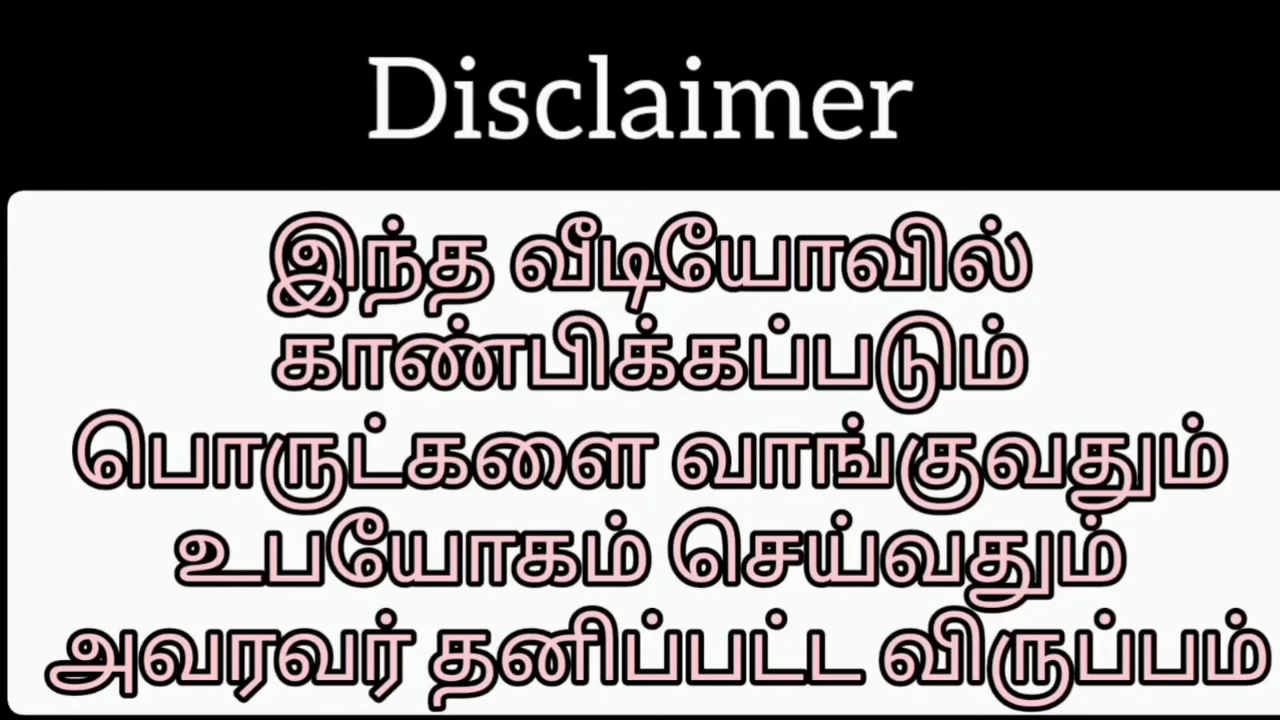 Disclaimer
இந்த வீடியோவில்
காண்பிக்கப்படும்
பொருட்களை வாங்குவதும்
உபயோகம் செய்வதும்
அவரவர் தனிப்பட்ட விருப்பம்